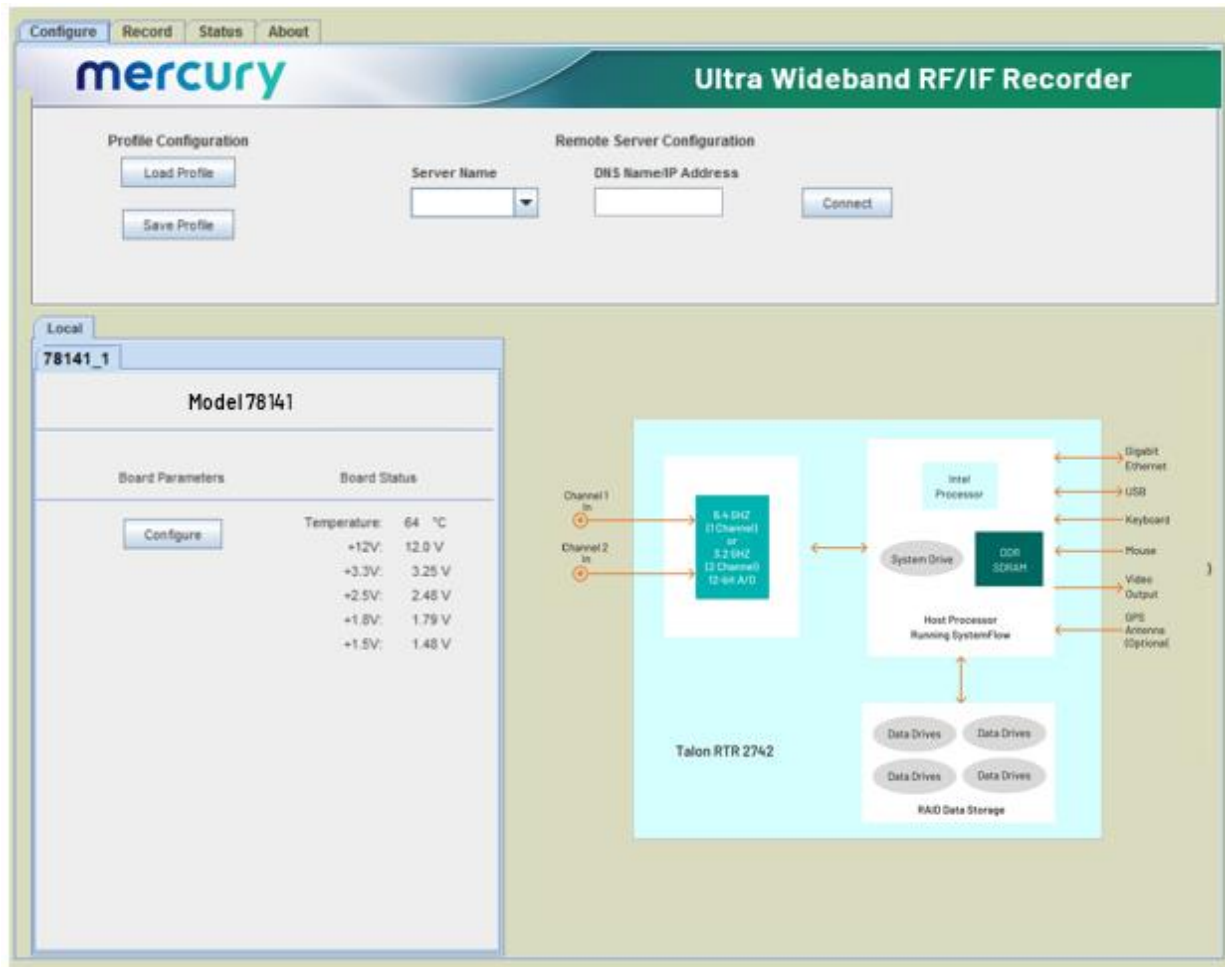 Configure Record Status About
mercury
Ultra Wideband RF/IF Recorder
Profile Configuration
Load Profile
Save Profile
Remote Server Configuration
Server Name
DNS Name/IP Address
Connect
Local
78141_1
Model 78141
Board Parameters
Board Status
Configure
Temperature: 64 °C
+12V: 12.0 V
+3.3V: 3.25 V
+2.5V: 2.48 V
+1.8V: 1.79 V
+1.5V: 1.48 V
Channel 1
In
Channel 2
In
6.4 GHZ
(1 Channel)
or
3.2 GHZ
(2 Channel)
12-bit A/D
Intel
Processor
System Drive
DDR
SDRAM
Host Processor
Running SystemFlow
Gigabit
Ethernet
USB
Keyboard
Mouse
Video
Output
GPS
Antenna
(Optional
)
Talon RTR 2742
Data Drives
Data Drives
Data Drives
Data Drives
RAID Data Storage